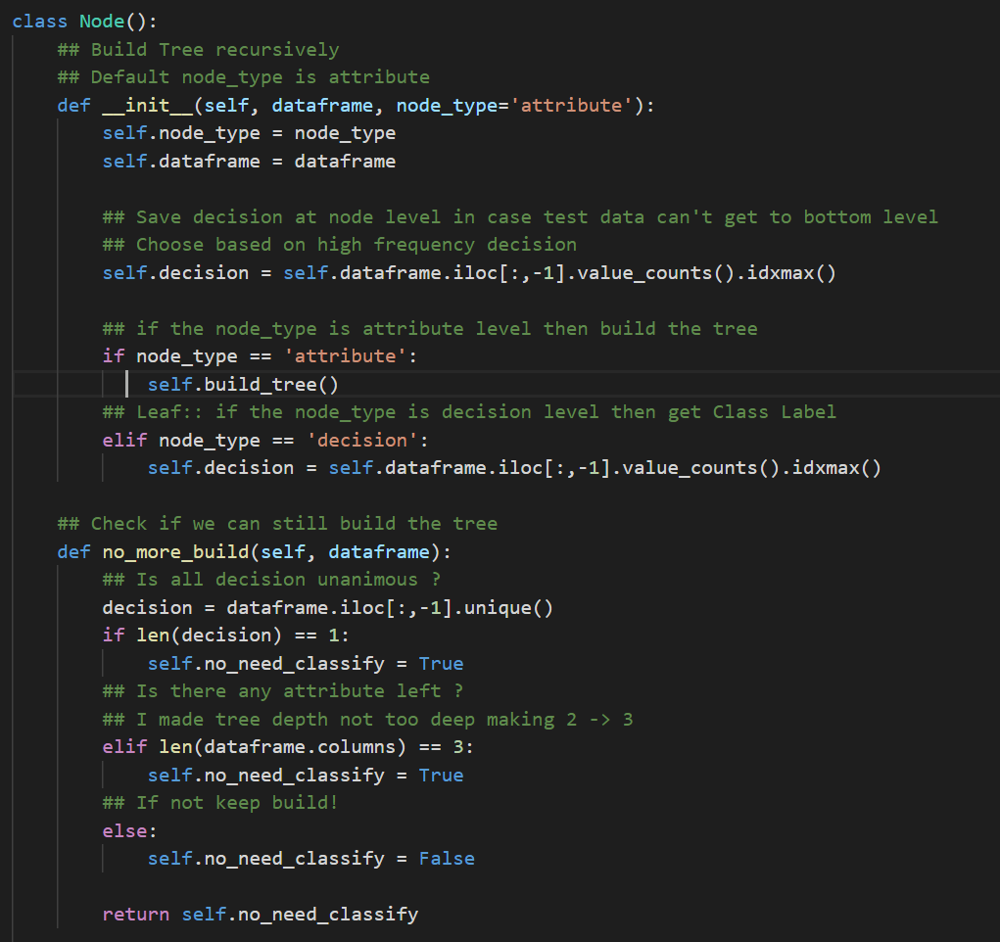 class Node():
    ## Build Tree recursively
    ## Default node_type is attribute
    def __init__(self, dataframe, node_type='attribute'):
        self.node_type = node_type
        self.dataframe = dataframe

        ## Save decision at node level in case test data can't get to bottom level
        ## Choose based on high frequency decision
        self.decision = self.dataframe.iloc[:,-1].value_counts().idxmax()

        ## if the node_type is attribute level then build the tree
        if node_type == 'attribute':
            self.build_tree()
        ## Leaf:: if the node_type is decision level then get Class Label
        elif node_type == 'decision':
            self.decision = self.dataframe.iloc[:,-1].value_counts().idxmax()

    ## Check if we can still build the tree
    def no_more_build(self, dataframe):
        ## Is all decision unanimous ?
        decision = dataframe.iloc[:,-1].unique()
        if len(decision) == 1:
            self.no_need_classify = True
        ## Is there any attribute left ?
        ## I made tree depth not too deep making 2 -> 3
        elif len(dataframe.columns) == 3:
            self.no_need_classify = True
        ## If not keep build!
        else:
            self.no_need_classify = False

        return self.no_need_classify